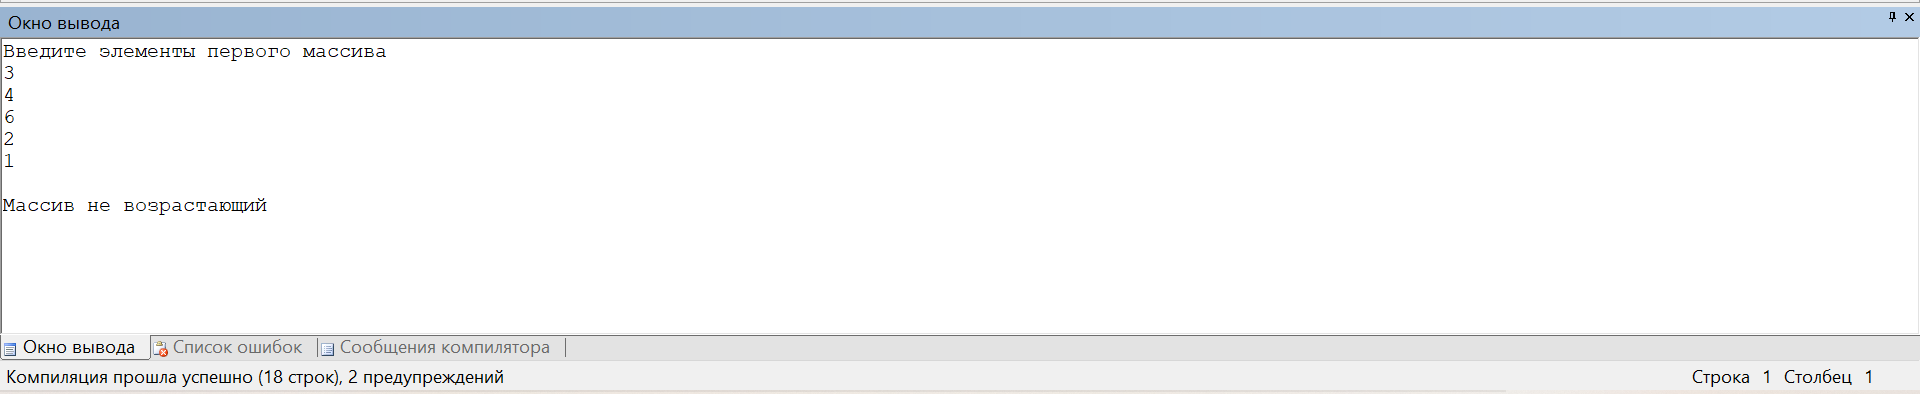 Окно вывода
Введите элементы первого массива
3
4
6
2
1
Массив не возрастающий
Окно вывода Список ошибок Сообщения компилятора
Компиляция прошла успешно (18 строк), 2 предупреждений Строка 1 Столбец 1